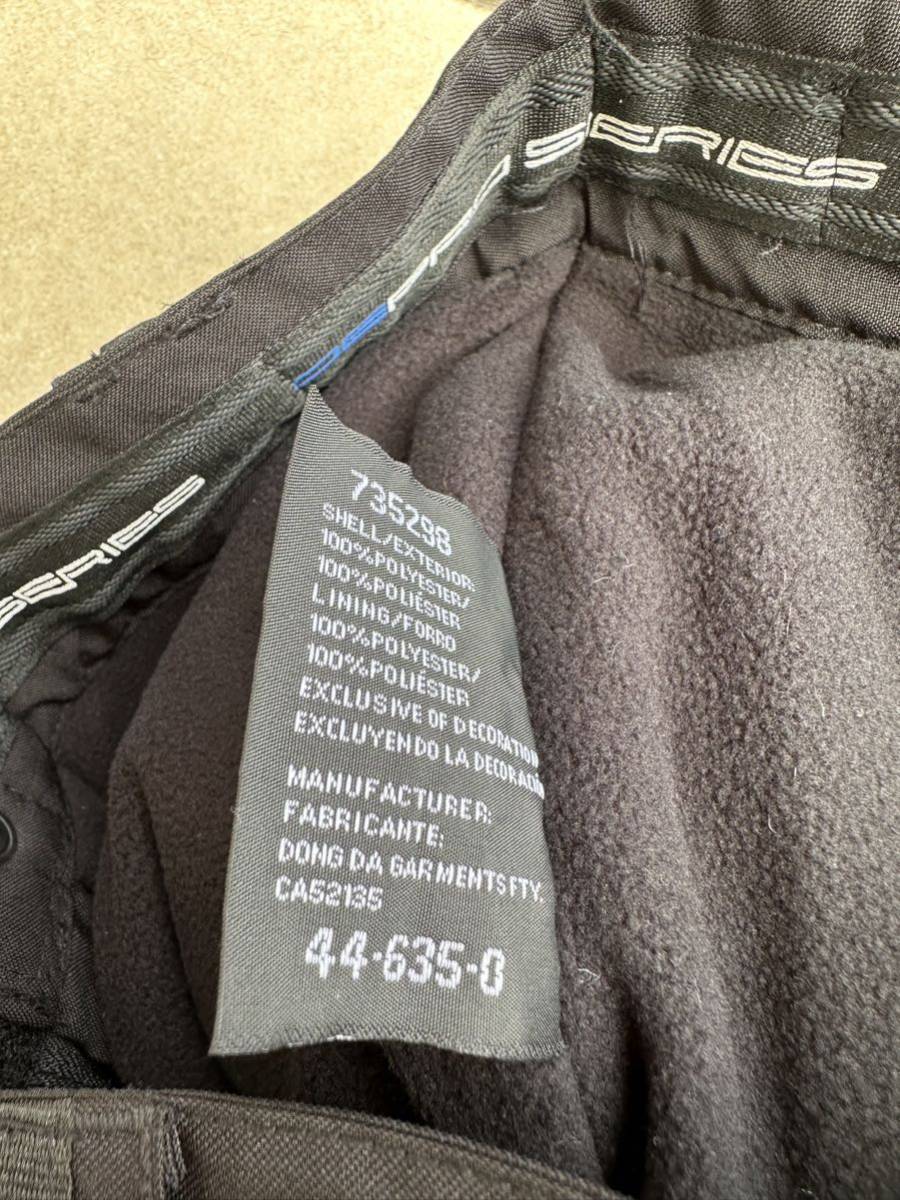 SERIES
SERIES
735298
SHELL/EXTERIOR:
100%POLYESTER/
100%POLIÉSTER
LINING/FORRO
100%POLYESTER/
100%POLIÉSTER
EXCLUSIVE OF DECORATION
EXCLUYENDO LA DECORACIÓ
MANUFACTURER:
FABRICANTE:
DONG DA GARMENTS FTY.
CA52135
44-635-0